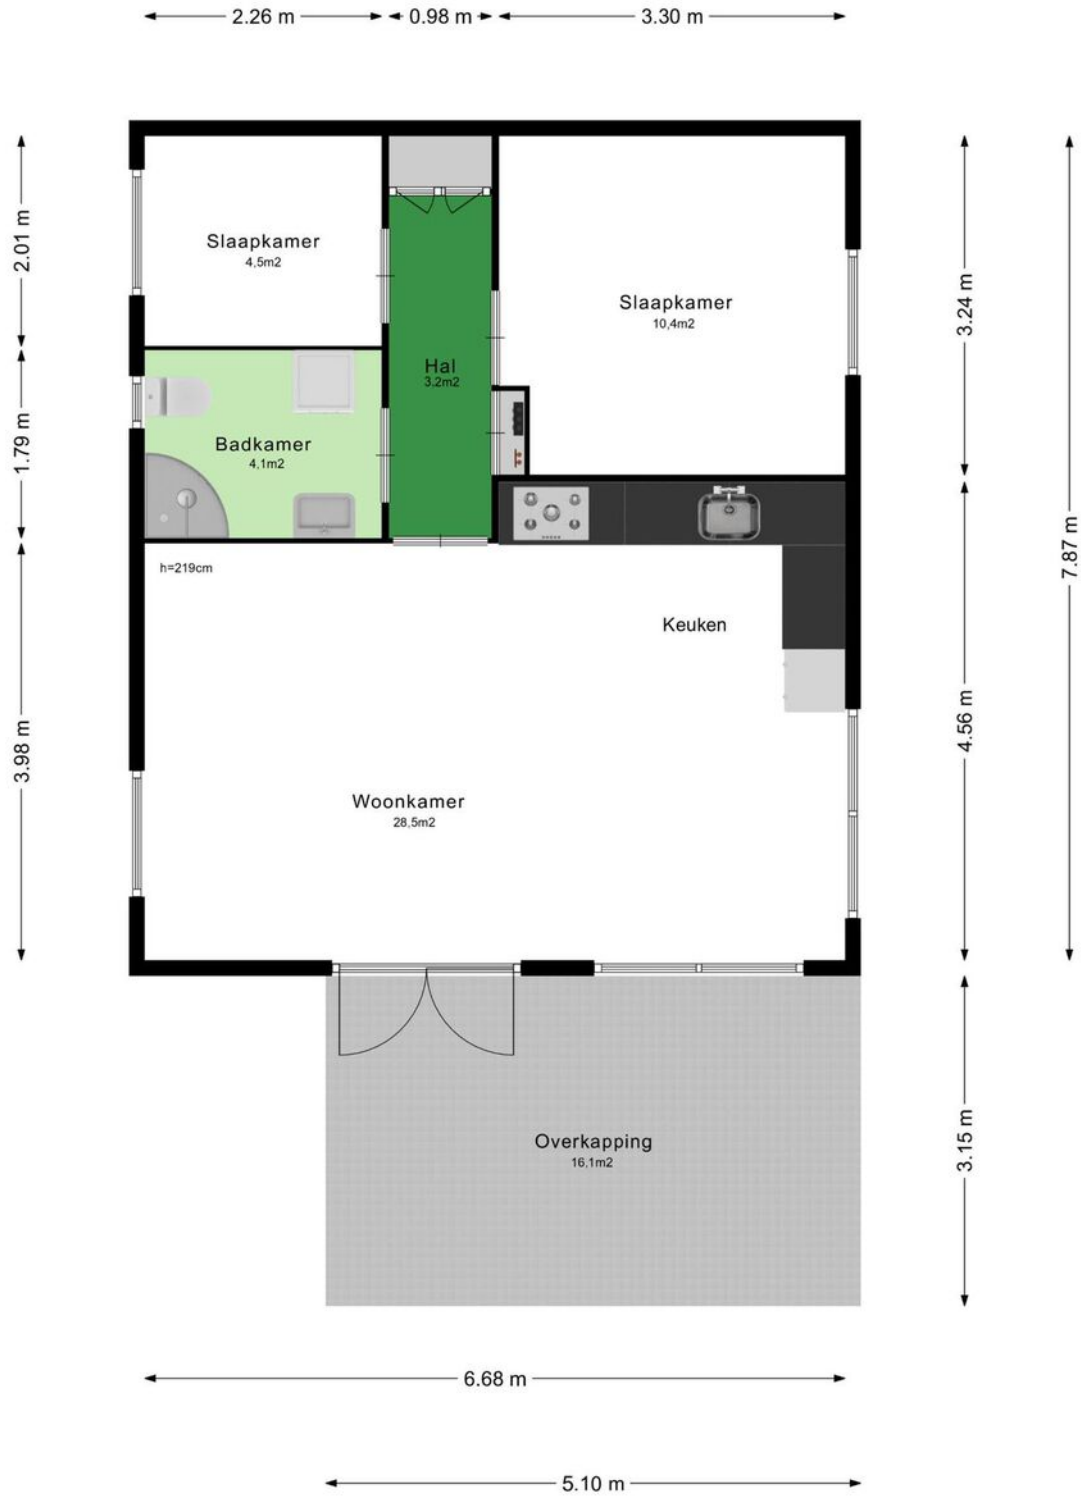 2.26 m
0.98 m
3.30 m
2.01 m
1.79 m
3.98 m
Slaapkamer
4,5m2
Slaapkamer
10,4m2
Hal
3,2m2
Badkamer
4,1m2
h=219cm
Keuken
Woonkamer
28,5m2
3.24 m
4.56 m
7.87 m
3.15 m
Overkapping
16,1m2
6.68 m
5.10 m